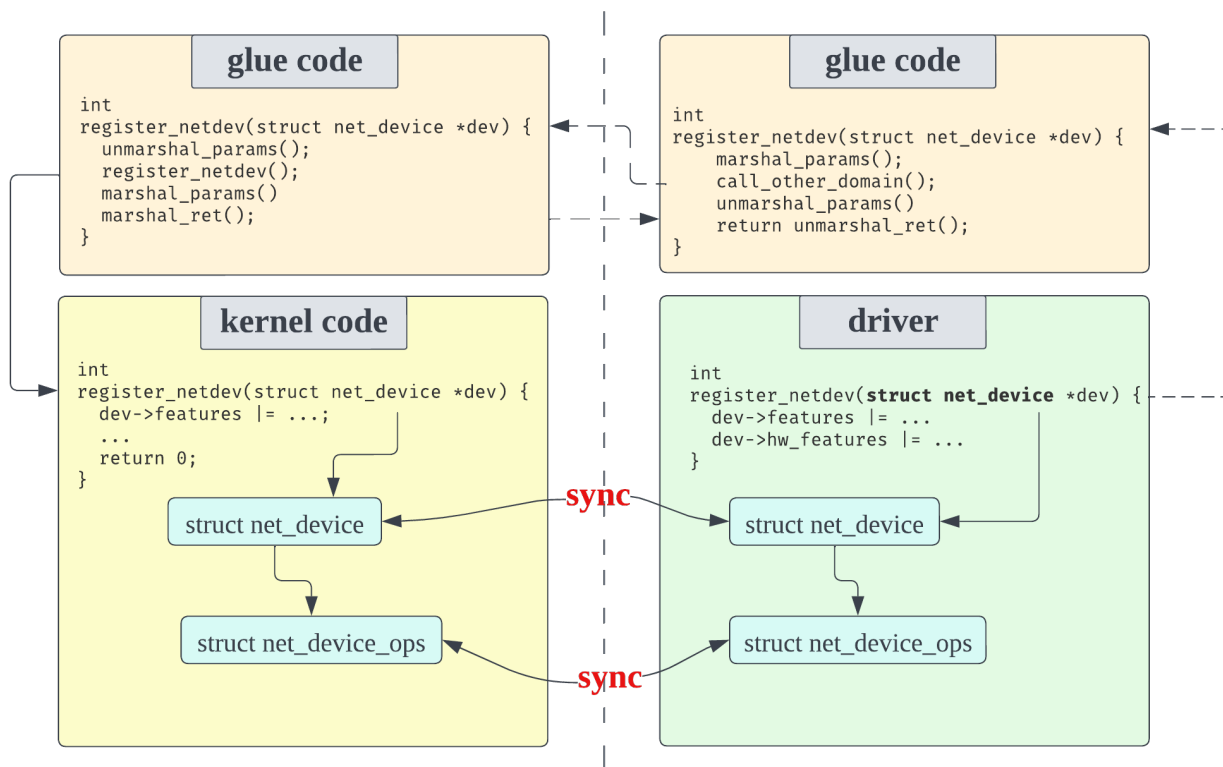 glue code
int
register_netdev(struct net_device *dev) {
  unmarshal_params();
  register_netdev();
  marshal_params()
  marshal_ret();
}
glue code
int
register_netdev(struct net_device *dev) {
    marshal_params();
    call_other_domain();
    unmarshal_params()
    return unmarshal_ret();
}
kernel code
int
register_netdev(struct net_device *dev) {
  dev->features |= ...;
  ...
  return 0;
}
struct net_device
struct net_device_ops
driver
int
register_netdev(struct net_device *dev) {
  dev->features |= ...
  dev->hw_features |= ...
}
struct net_device
struct net_device_ops
sync
sync